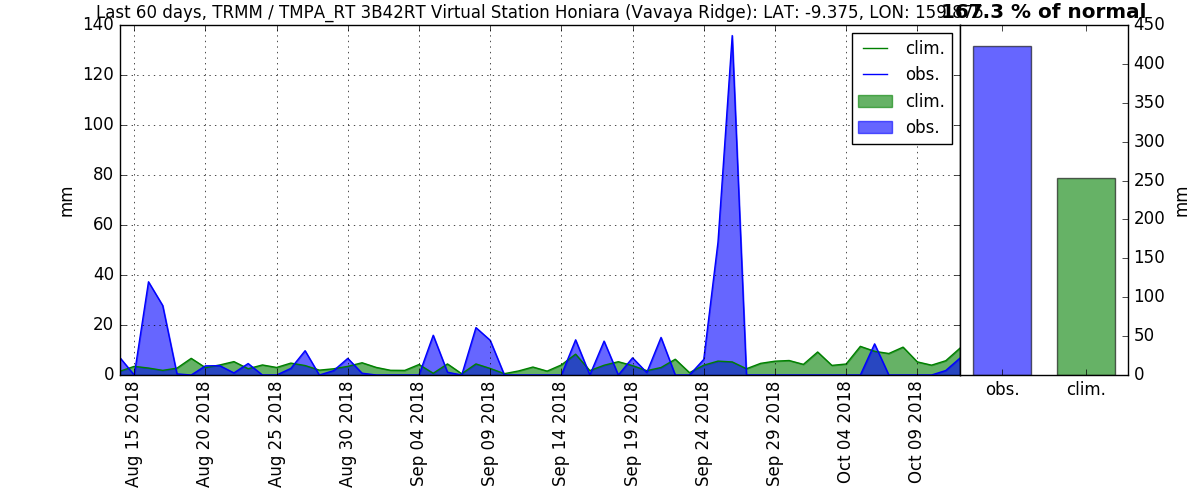 Last 60 days, TRMM / TMPA_RT 3B42RT Virtual Station Honiara (Vavaya Ridge): LAT: -9.375, LON:
167.3 % of normal
140
120
100
80
60
40
20
0
mm
clim.
obs.
clim.
obs.
Aug 15 2018
Aug 20 2018
Aug 25 2018
Aug 30 2018
Sep 04 2018
Sep 09 2018
Sep 14 2018
Sep 19 2018
Sep 24 2018
Sep 29 2018
Oct 04 2018
Oct 09 2018
450
400
350
300
250
200
150
100
50
0
mm
obs.
clim.